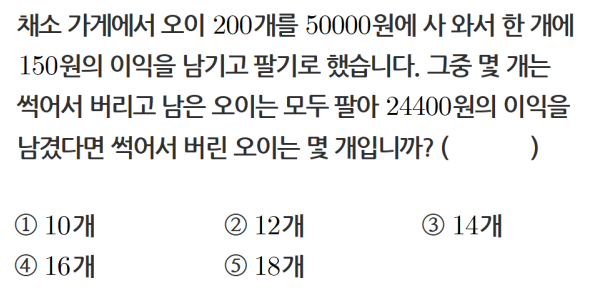 채소 가게에서 오이 200개를 50000원에 사 와서 한 개에
150원의 이익을 남기고 팔기로 했습니다. 그중 몇 개는
썩어서 버리고 남은 오이는 모두 팔아 24400원의 이익을
남겼다면 썩어서 버린 오이는 몇 개입니까? (          )
① 10개 ② 12개 ③ 14개
④ 16개 ⑤ 18개